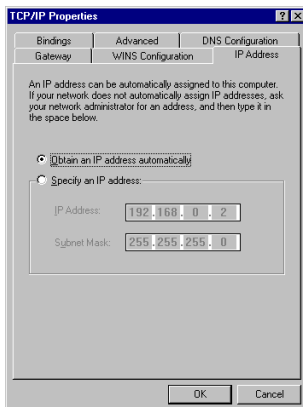 TCP/IP Properties
Bindings Advanced DNS Configuration
Gateway WINS Configuration IP Address
An IP address can be automatically assigned to this computer.
If your network does not automatically assign IP addresses, ask
your network administrator for an address, and then type it in
the space below.
Obtain an IP address automatically
Specify an IP address:
IP Address: 192.168.0.2
Subnet Mask: 255.255.255.0
OK Cancel